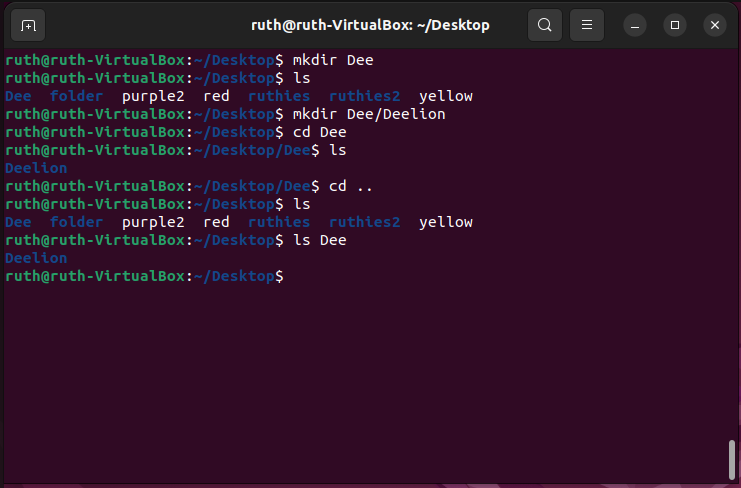 ruth@ruth-VirtualBox: ~/Desktop
ruth@ruth-VirtualBox:~/Desktop$ mkdir Dee
ruth@ruth-VirtualBox:~/Desktop$ ls
Dee  folder  purple2  red  ruthies  ruthies2  yellow
ruth@ruth-VirtualBox:~/Desktop$ mkdir Dee/Deelion
ruth@ruth-VirtualBox:~/Desktop$ cd Dee
ruth@ruth-VirtualBox:~/Desktop/Dee$ ls
Deelion
ruth@ruth-VirtualBox:~/Desktop/Dee$ cd ..
ruth@ruth-VirtualBox:~/Desktop$ ls
Dee  folder  purple2  red  ruthies  ruthies2  yellow
ruth@ruth-VirtualBox:~/Desktop$ ls Dee
Deelion
ruth@ruth-VirtualBox:~/Desktop$